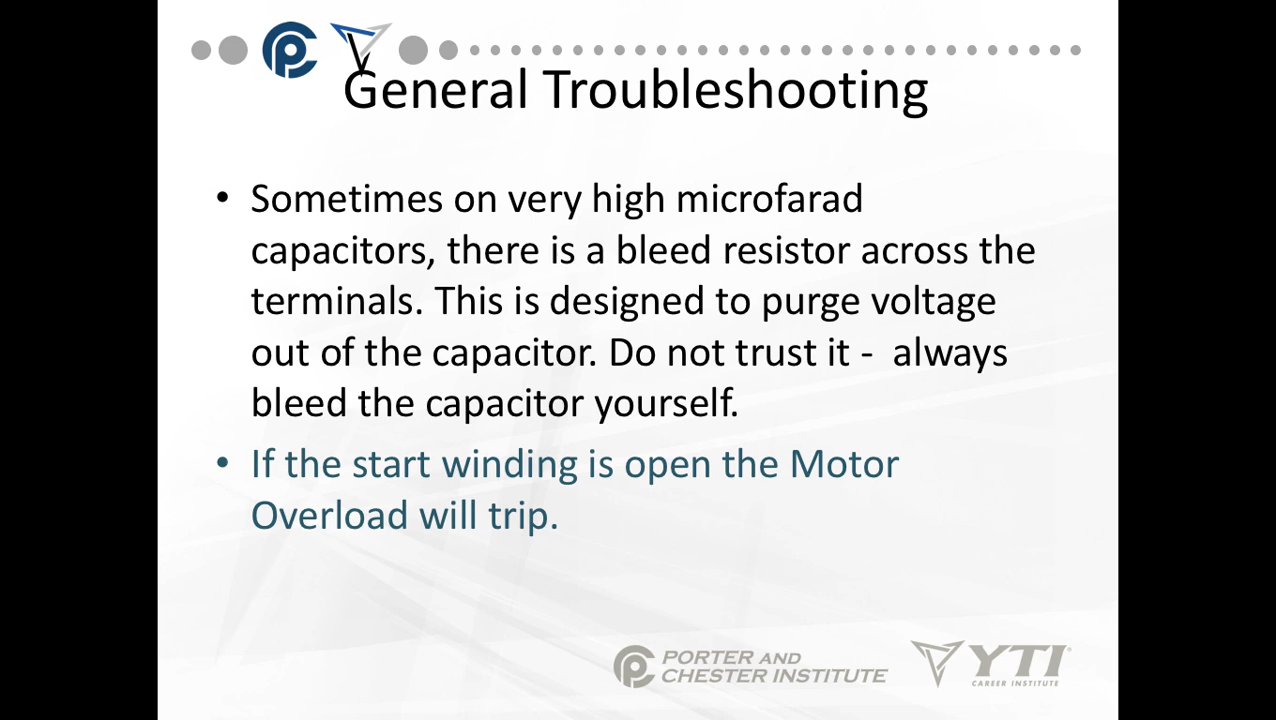 General Troubleshooting
• Sometimes on very high microfarad
capacitors, there is a bleed resistor across the
terminals. This is designed to purge voltage
out of the capacitor. Do not trust it -  always
bleed the capacitor yourself.
• If the start winding is open the Motor
Overload will trip.
PORTER AND
CHESTER INSTITUTE
YTI
CAREER INSTITUTE